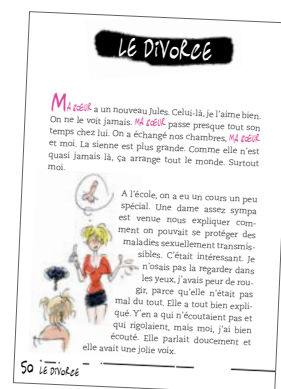 LE DIVORCE
MA SŒUR a un nouveau Jules. Celui-là, je l'aime bien.
On ne le voit jamais. MA SŒUR passe presque tout son
temps chez lui. On a échangé nos chambres, MA SŒUR
et moi. La sienne est plus grande. Comme elle n'est
quasi jamais là, ça arrange tout le monde. Surtout
moi.
A l'école, on a eu un cours un peu
spécial. Une dame assez sympa
est venue nous expliquer com-
ment on pouvait se protéger des
maladies sexuellement transmis-
sibles. C'était intéressant. Je
n'osais pas la regarder dans
les yeux, j'avais peur de rou-
gir, parce qu'elle n'était pas
mal du tout. Elle a tout bien expli-
qué. Y'en a qui n'écoutaient pas et
qui rigolaient, mais moi, j'ai bien
écouté. Elle parlait doucement et
elle avait une jolie voix.
50 LE DIVORCE